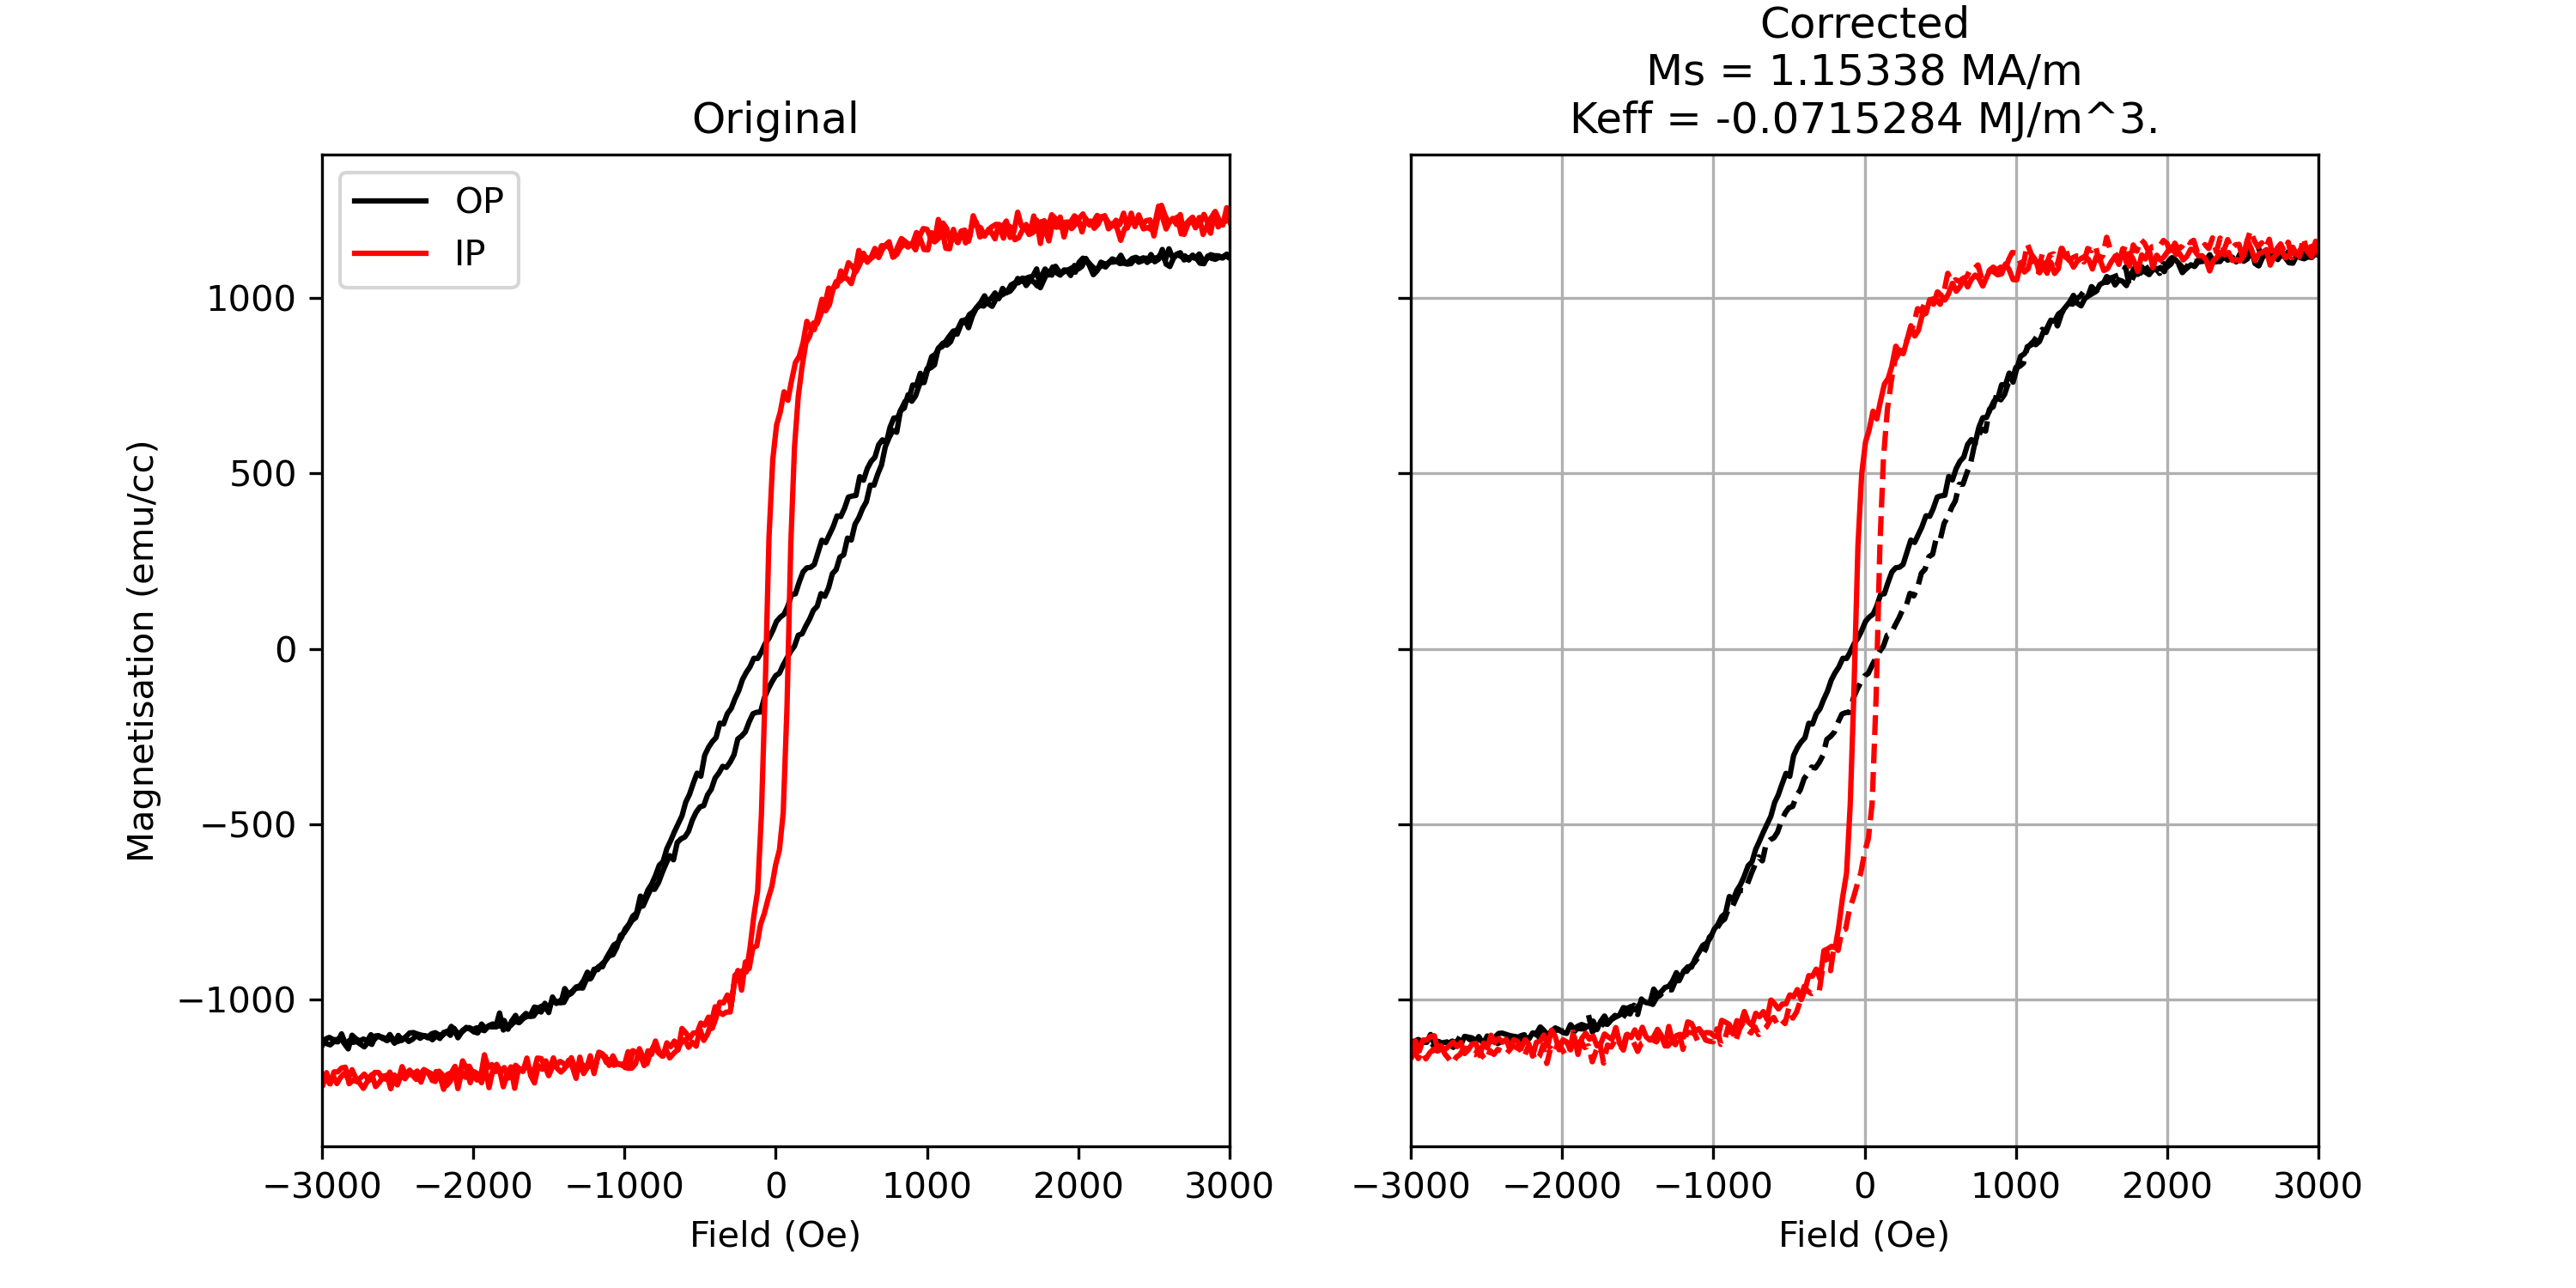 Original
OP
IP
1000
500
0
−500
−1000
Magnetisation (emu/cc)
−3000 −2000 −1000 0 1000 2000 3000
Field (Oe)
Corrected
Ms = 1.15338 MA/m
Keff = -0.0715284 MJ/m^3.
−3000 −2000 −1000 0 1000 2000 3000
Field (Oe)